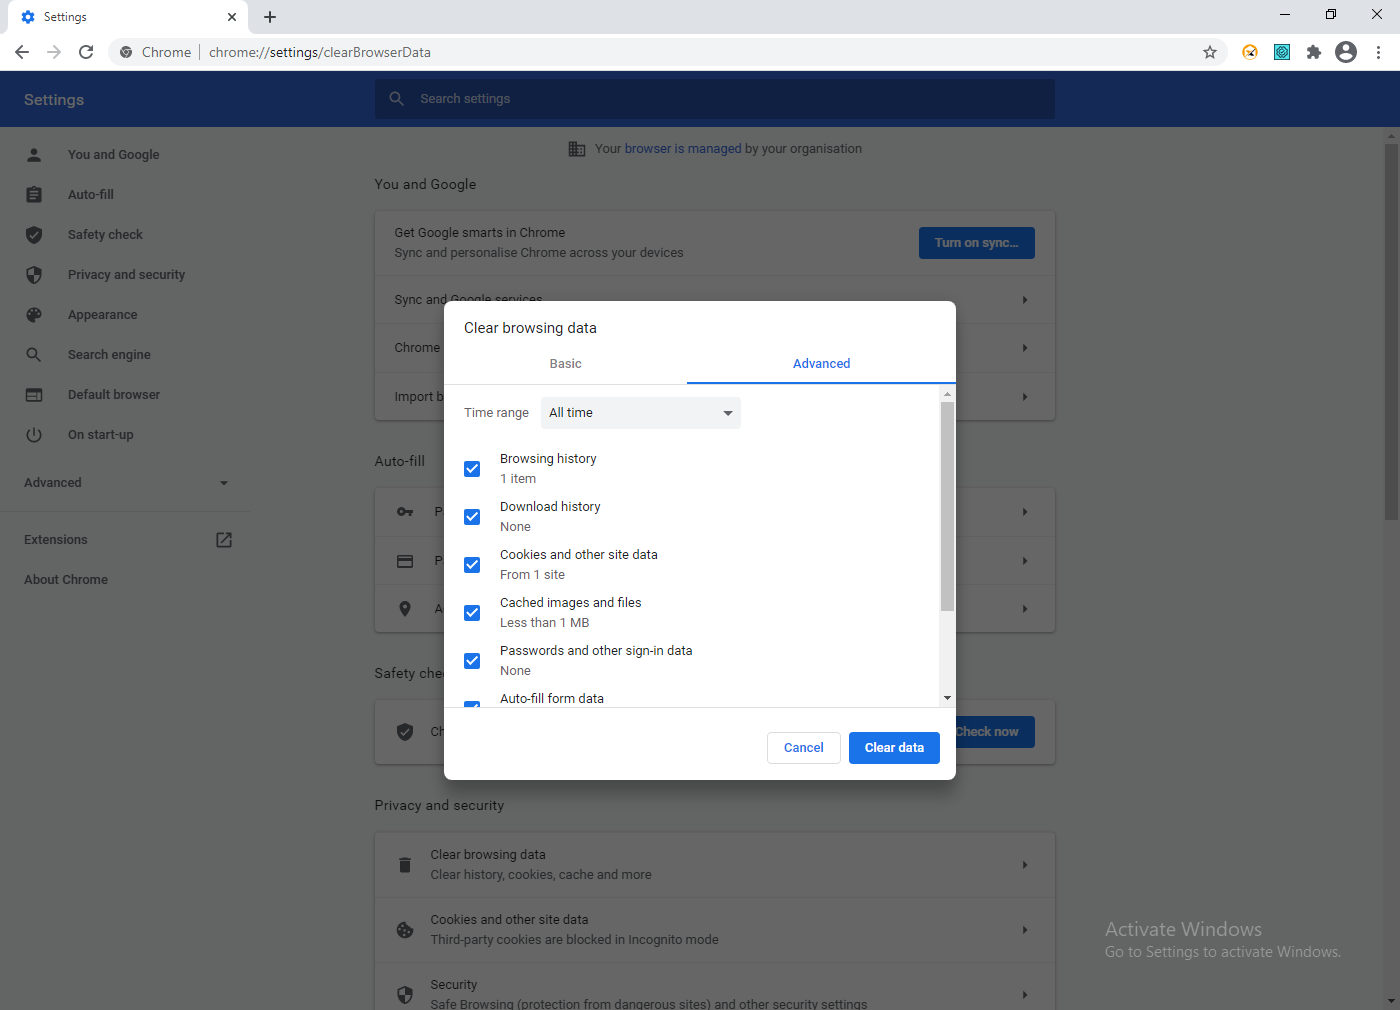 Settings
Chrome
chrome://settings/clearBrowserData
Settings
Search settings
You and Google
Auto-fill
Safety check
Privacy and security
Appearance
Search engine
Default browser
On start-up
Advanced
Extensions
About Chrome
Your browser is managed by your organisation
You and Google
Get Google smarts in Chrome
Sync and personalise Chrome across your devices
Turn on sync...
Sync and Google services
Chrome
Import b
Auto-fill
P
P
A
Safety che
Ch
Check now
Clear browsing data
Basic
Advanced
Time range
All time
Browsing history
1 item
Download history
None
Cookies and other site data
From 1 site
Cached images and files
Less than 1 MB
Passwords and other sign-in data
None
Auto-fill form data
Cancel
Clear data
Privacy and security
Clear browsing data
Clear history, cookies, cache and more
Cookies and other site data
Third-party cookies are blocked in Incognito mode
Security
Safe Browsing (protection from dangerous sites) and other security settings
Activate Windows
Go to Settings to activate Windows.